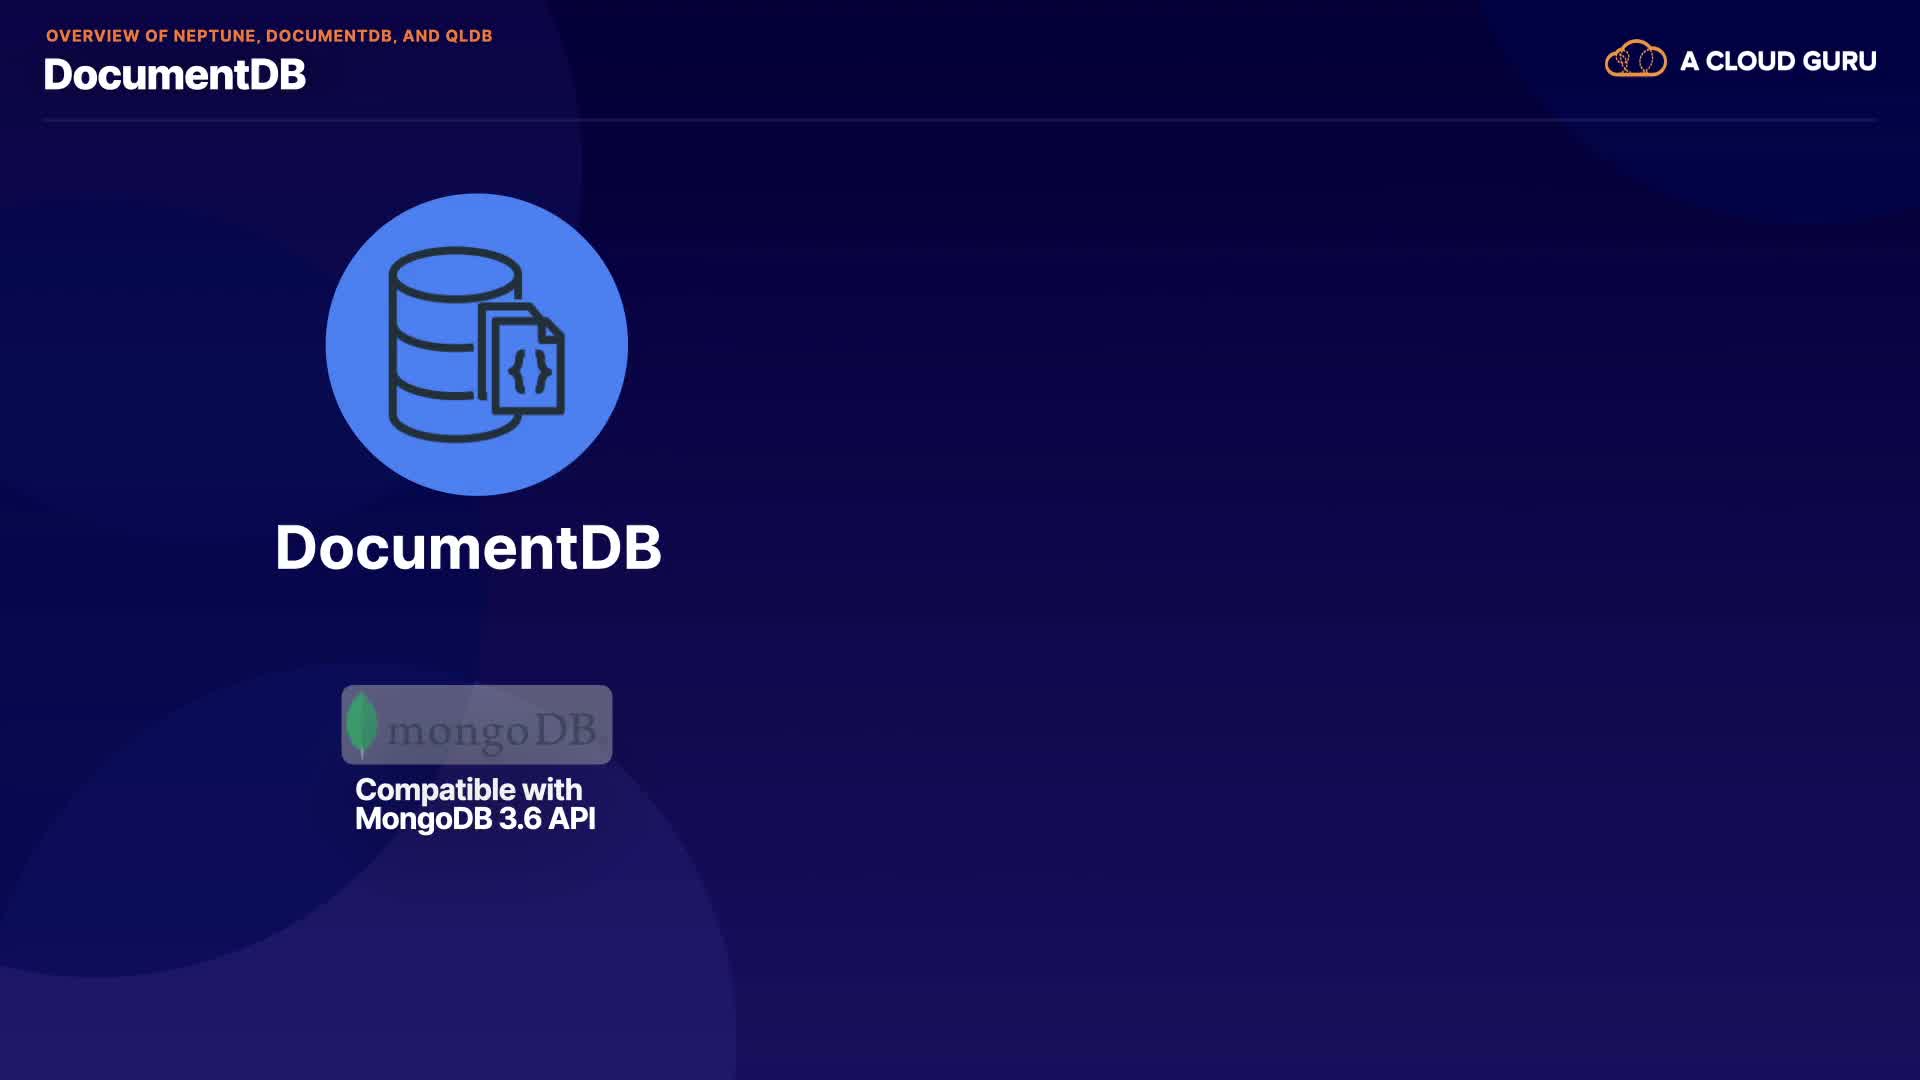 OVERVIEW OF NEPTUNE, DOCUMENTDB, AND QLDB
DocumentDB
A CLOUD GURU
{}
DocumentDB
mongoDB
Compatible with
MongoDB 3.6 API